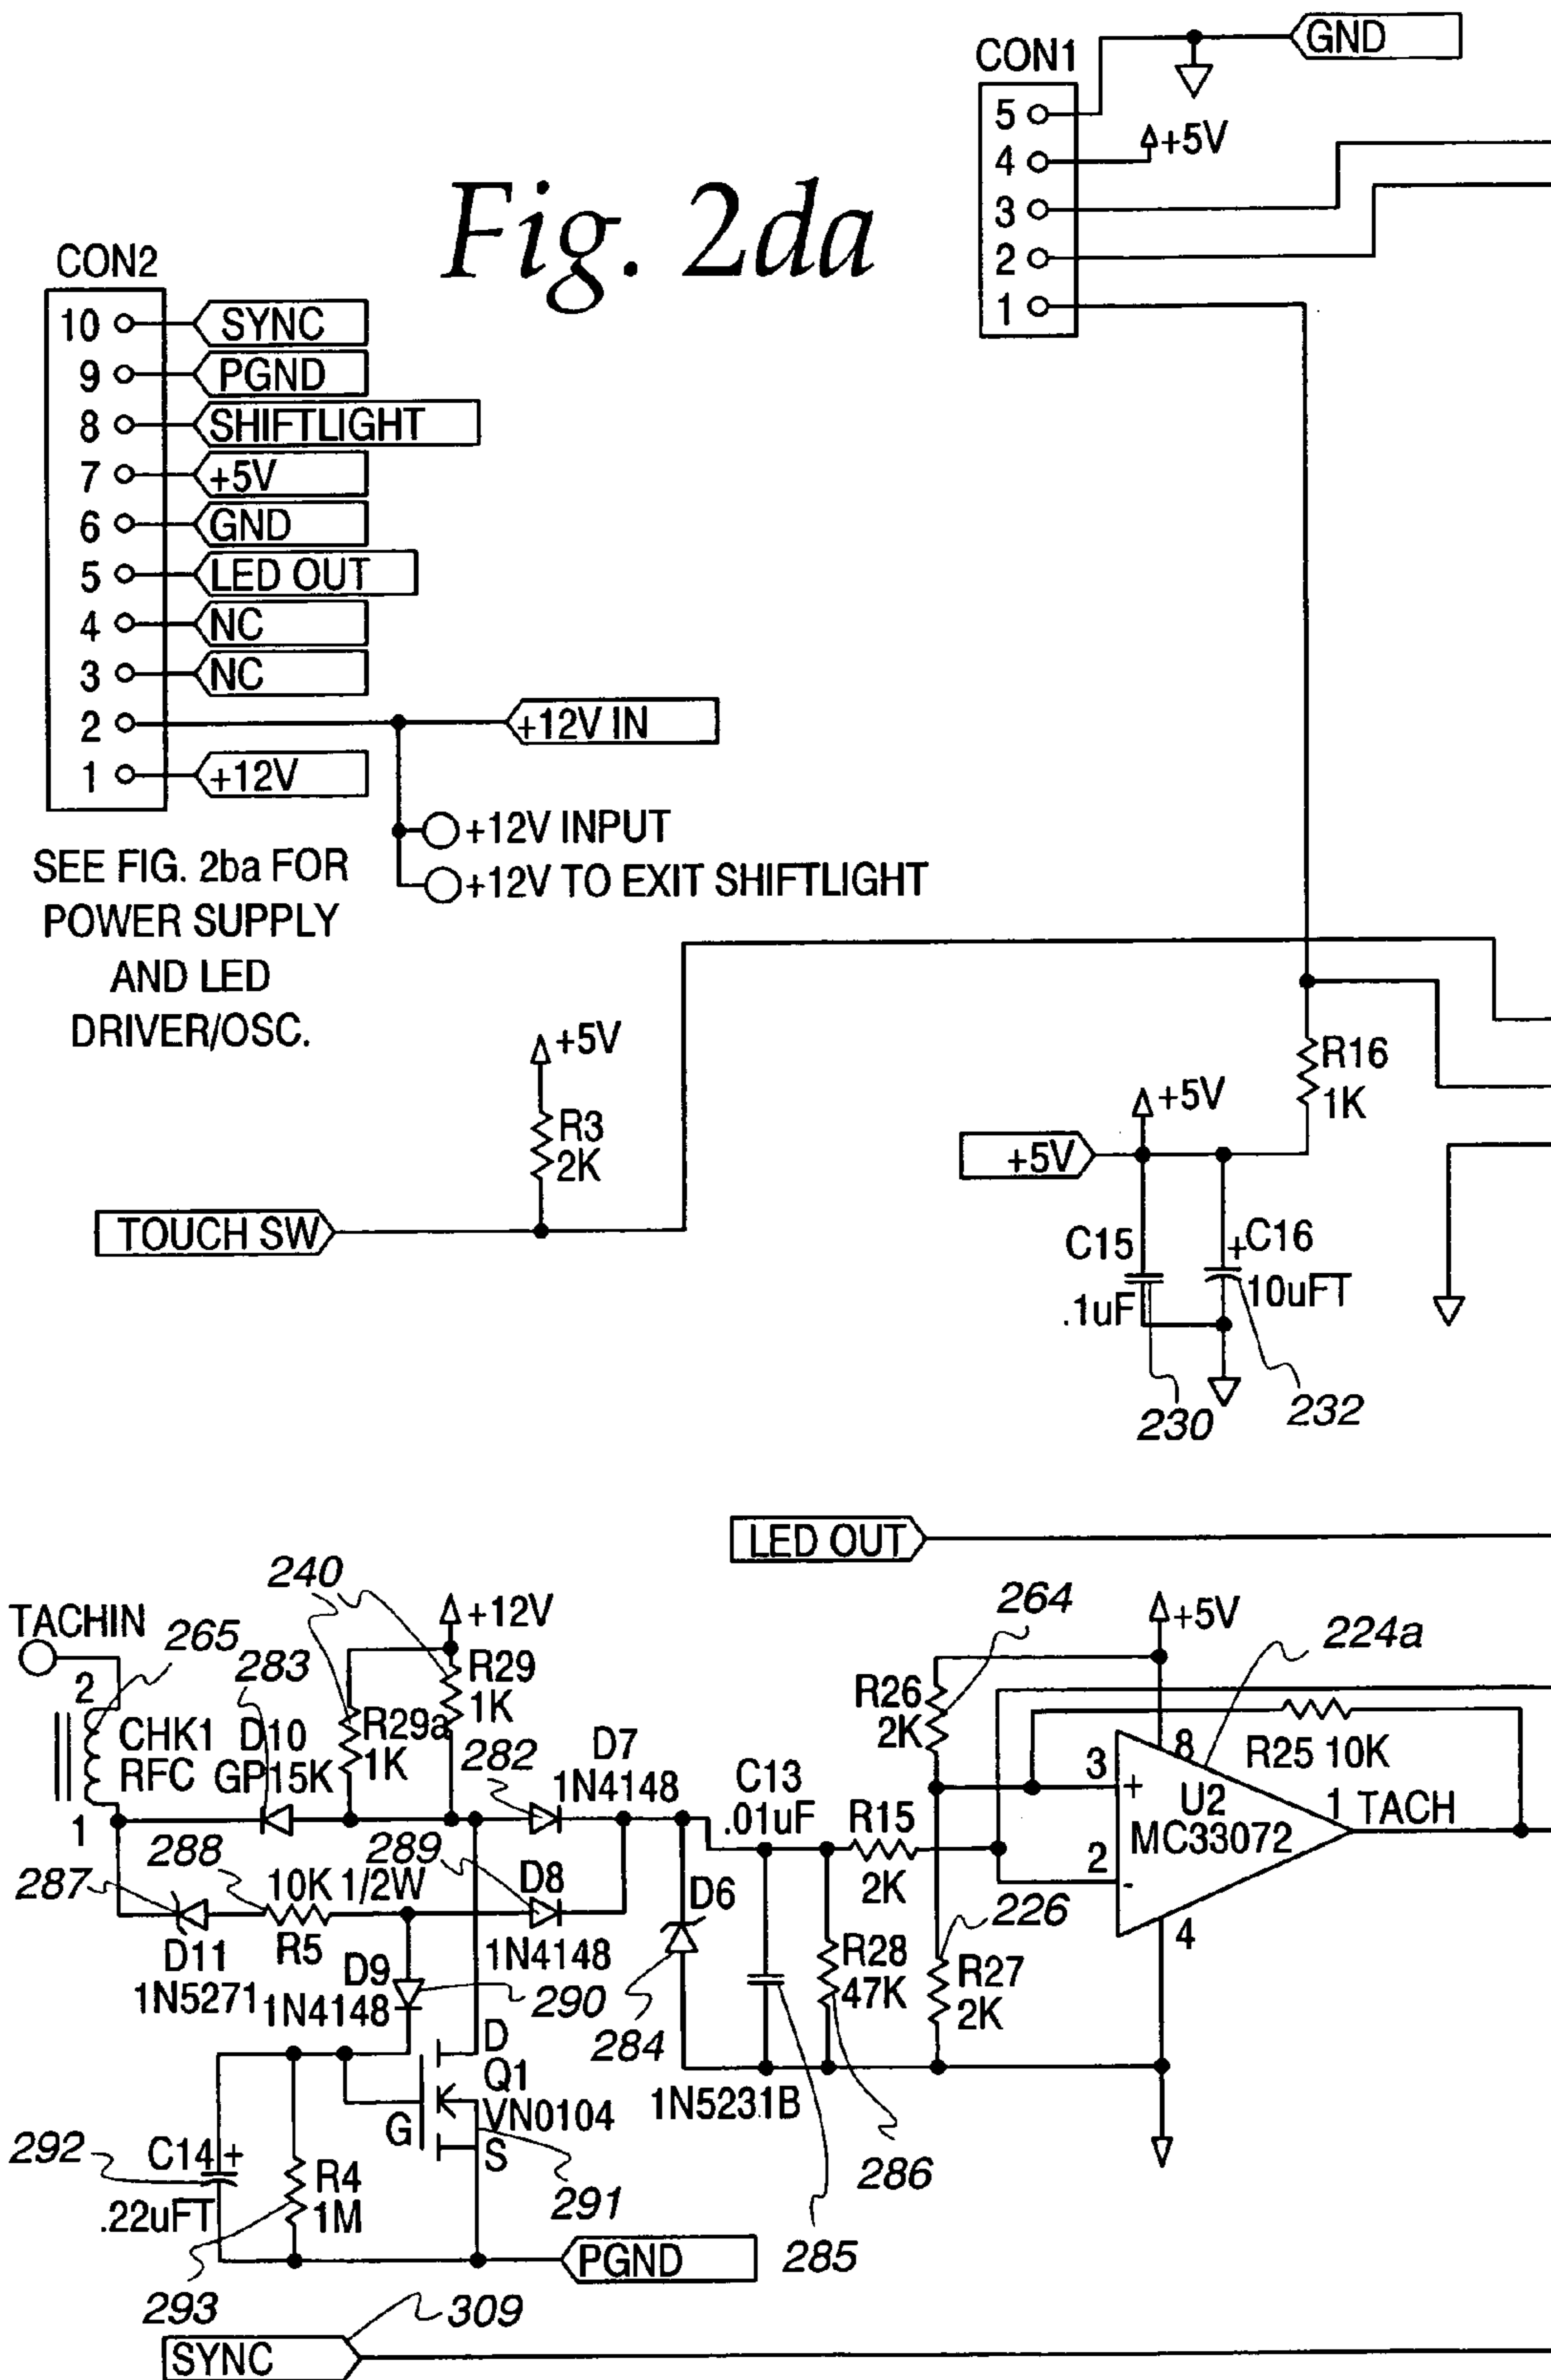 GND
CON1
5
4
+5V
3
2
1
Fig. 2da
CON2
10 SYNC
9 PGND
8 SHIFTLIGHT
7 +5V
6 GND
5 LED OUT
4 NC
3 NC
2 +12V IN
1 +12V
+12V INPUT
+12V TO EXIT SHIFTLIGHT
SEE FIG. 2ba FOR
POWER SUPPLY
AND LED
DRIVER/OSC.
+5V
R3
2K
TOUCH SW
R16
1K
+5V
+5V
C15
.1uF
+
C16
10uFT
230
232
LED OUT
TACHIN
265
2
CHK1
RFC
1
283
D10
GP15K
240
+12V
R29
1K
R29a
1K
282
D7
1N4148
287
288
289
10K 1/2W
R5
D11
1N5271
D8
1N4148
D9
1N4148
290
D
Q1
VN0104
G
S
291
292
C14
+
.22uFT
R4
1M
293
PGND
309
SYNC
D6
284
1N5231B
C13
.01uF
285
R28
47K
286
R15
2K
264
R26
2K
226
R27
2K
+5V
224a
3
+
2
-
8
U2
MC33072
4
1
TACH
R25 10K